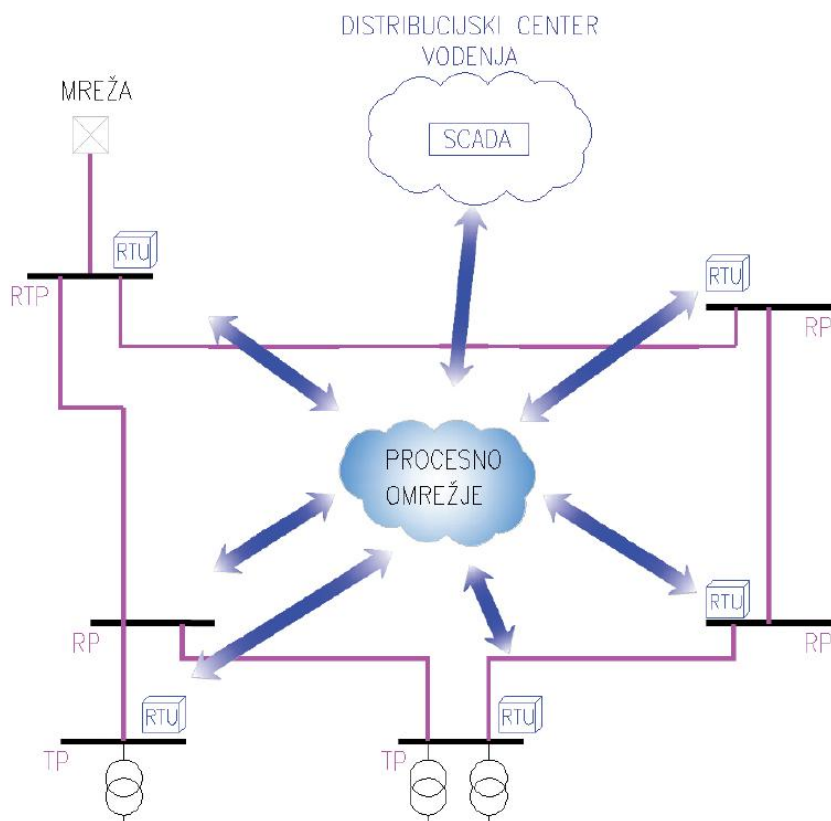 DISTRIBUCIJSKI CENTER
VODENJA
MREŽA
SCADA
RTU
RTU
RTP
RP
PROCESNO
OMREŽJE
RTU
RP
RP
RTU
RTU
TP
TP